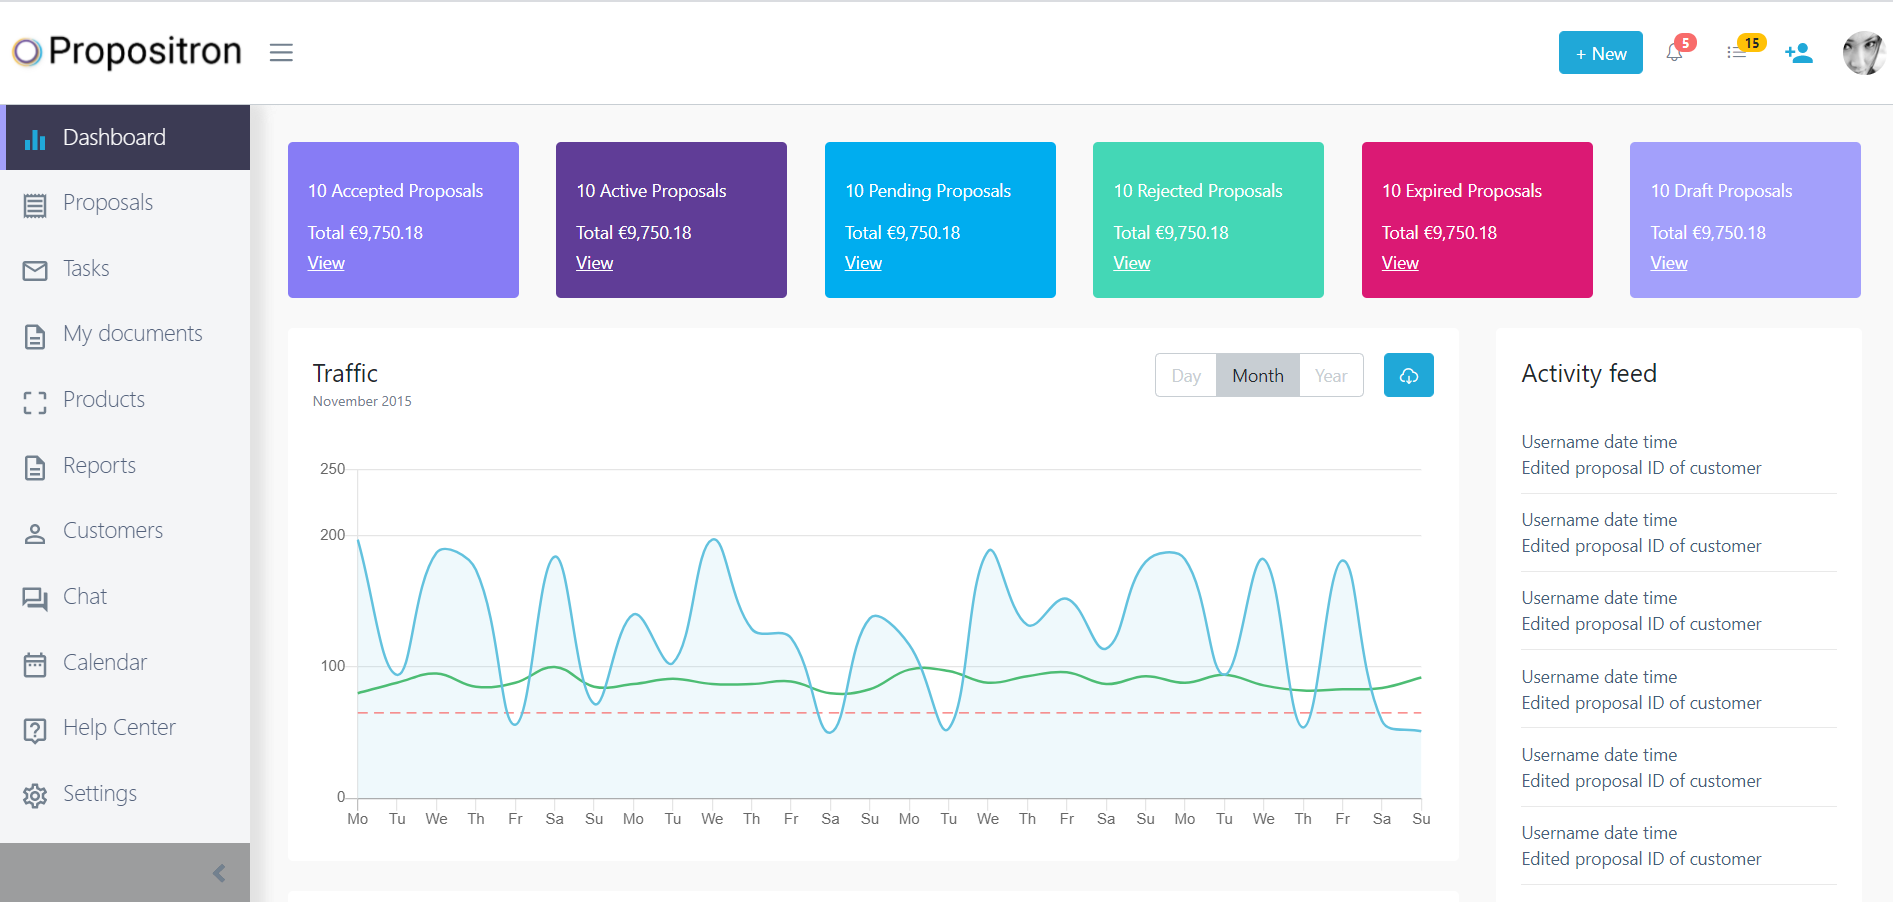 Propositron
+ New
5
15
Dashboard
Proposals
Tasks
My documents
Products
Reports
Customers
Chat
Calendar
Help Center
Settings
10 Accepted Proposals
Total €9,750.18
View
10 Active Proposals
Total €9,750.18
View
10 Pending Proposals
Total €9,750.18
View
10 Rejected Proposals
Total €9,750.18
View
10 Expired Proposals
Total €9,750.18
View
10 Draft Proposals
Total €9,750.18
View
Traffic
November 2015
Day Month Year
250
200
100
0
Mo Tu We Th Fr Sa Su Mo Tu We Th Fr Sa Su Mo Tu We Th Fr Sa Su Mo Tu We Th Fr Sa Su
Activity feed
Username date time
Edited proposal ID of customer
Username date time
Edited proposal ID of customer
Username date time
Edited proposal ID of customer
Username date time
Edited proposal ID of customer
Username date time
Edited proposal ID of customer
Username date time
Edited proposal ID of customer